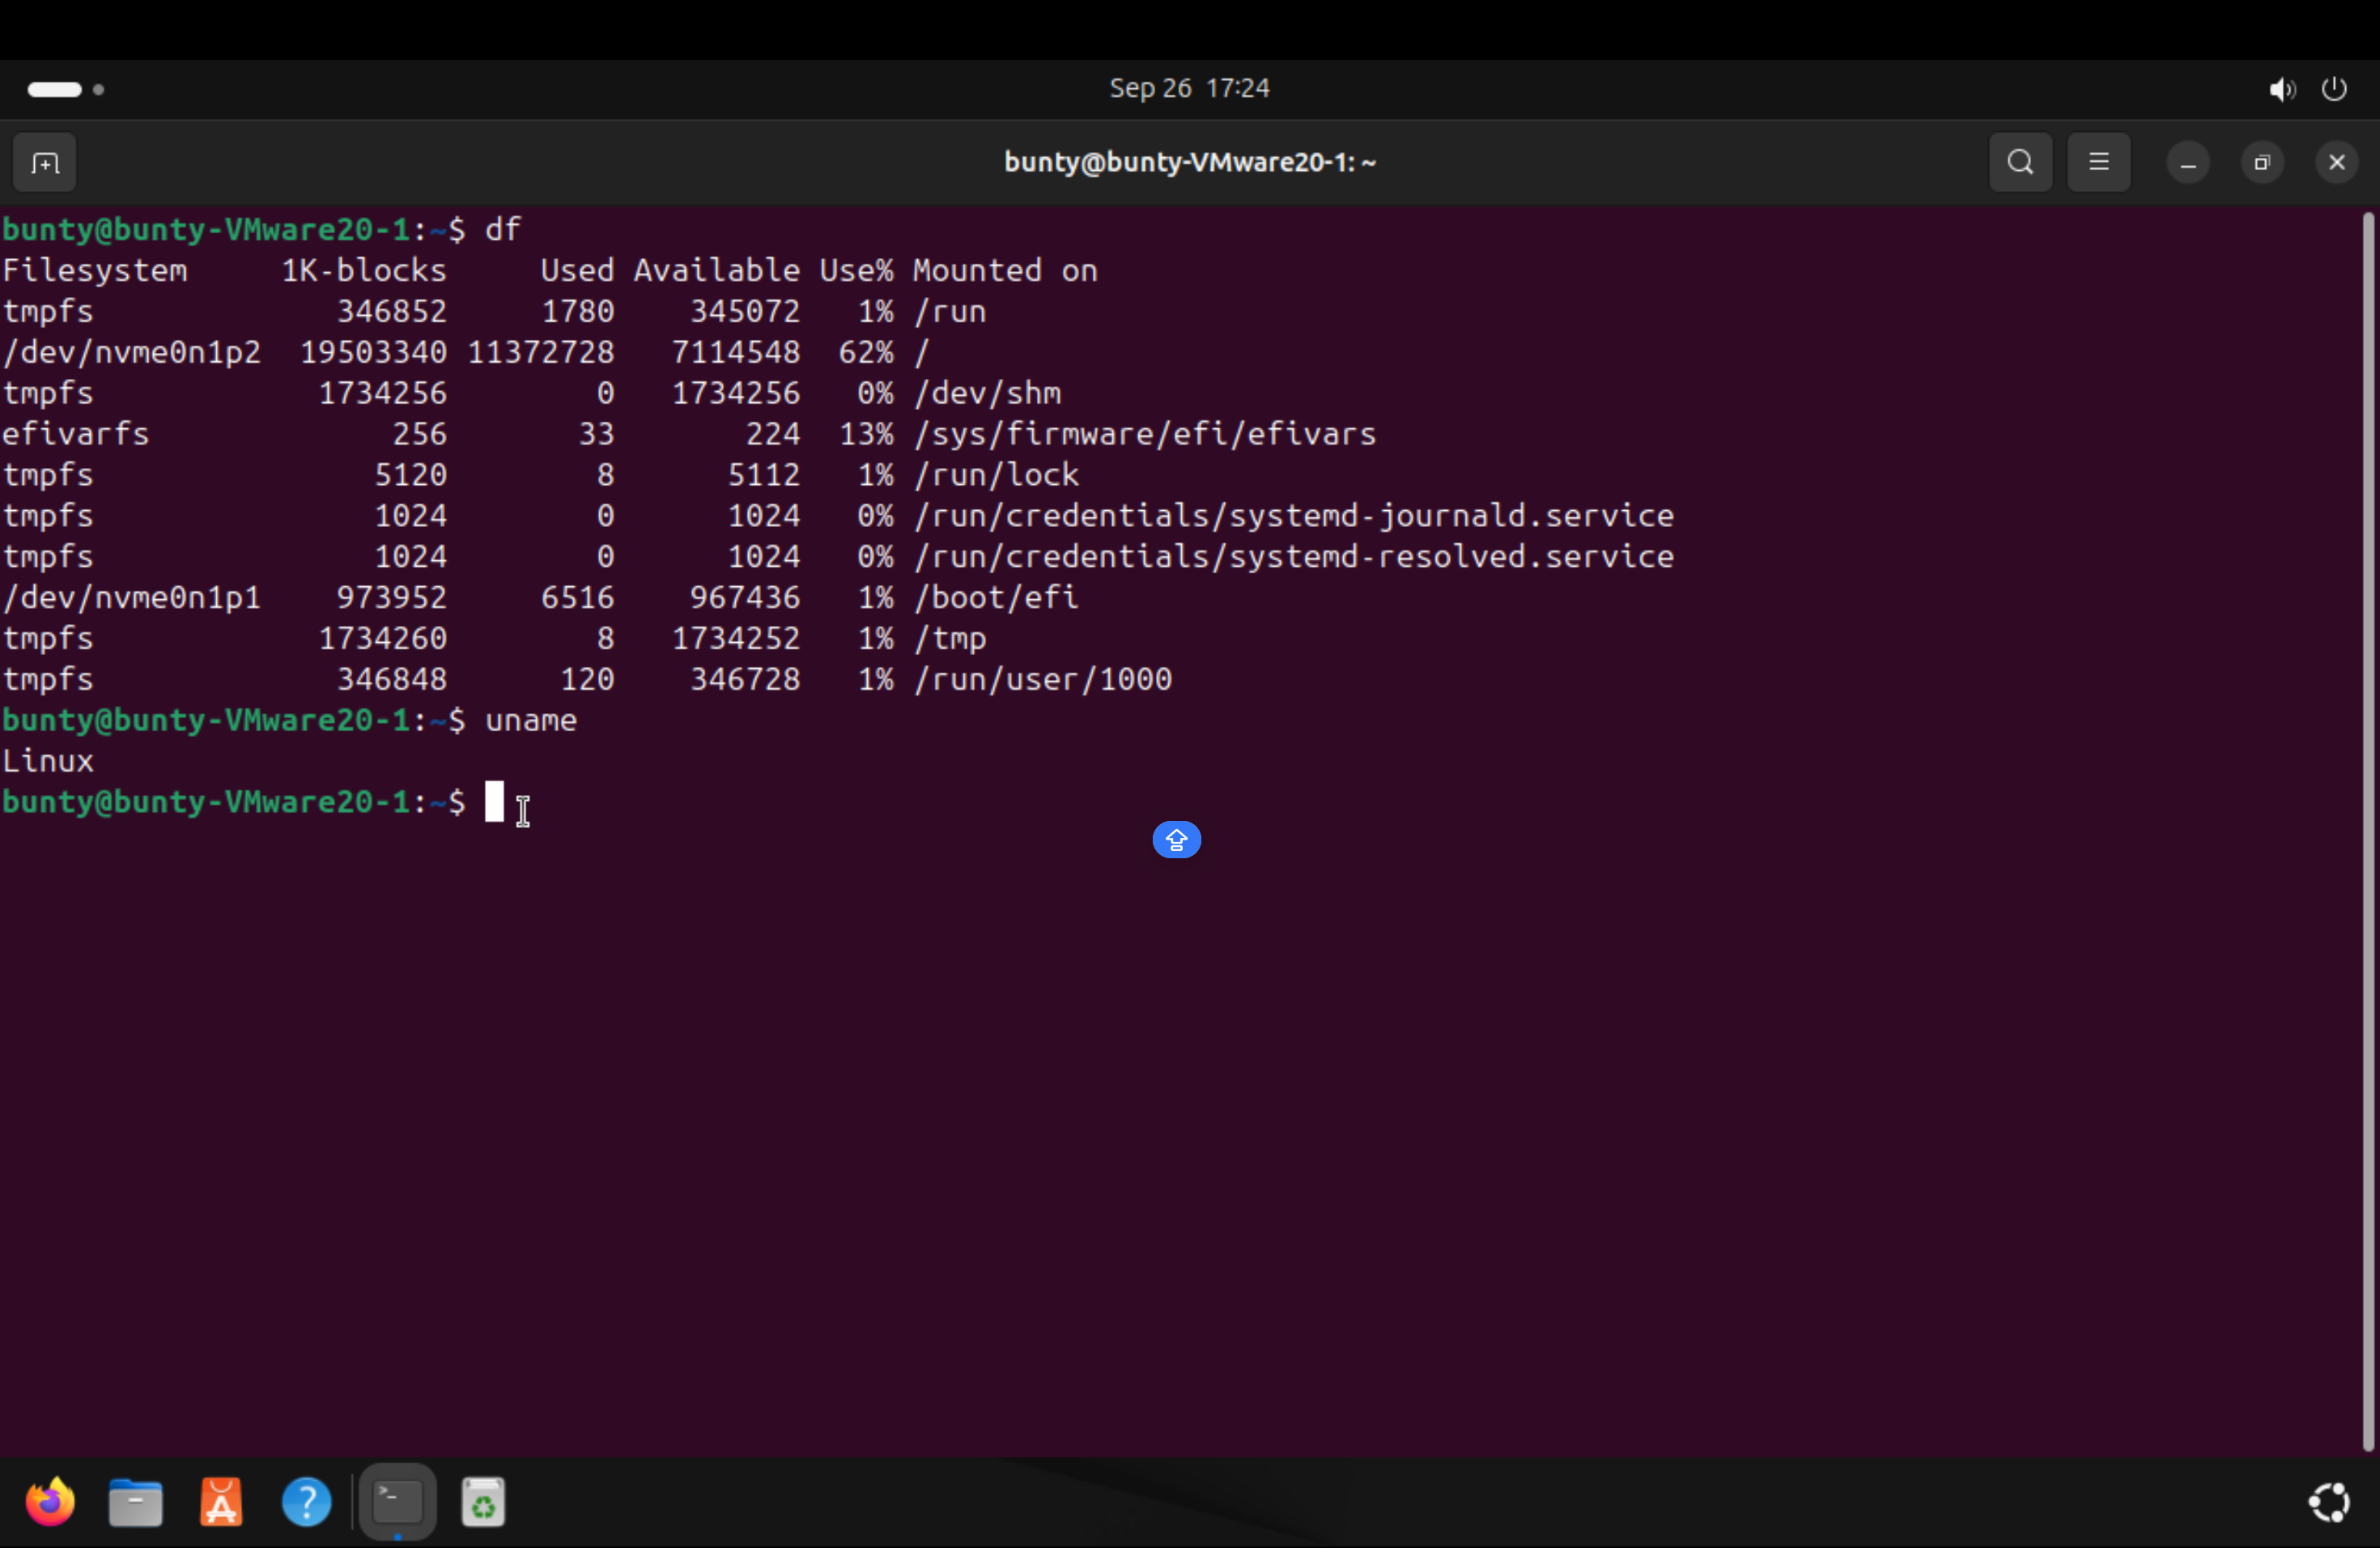 Sep 26 17:24
bunty@bunty-VMware20-1: ~
bunty@bunty-VMware20-1:~$ df
Filesystem     1K-blocks     Used Available Use% Mounted on
tmpfs             346852     1780    345072   1% /run
/dev/nvme0n1p2  19503340 11372728   7114548  62% /
tmpfs            1734256        0   1734256   0% /dev/shm
efivarfs             256       33       224  13% /sys/firmware/efi/efivars
tmpfs               5120        8      5112   1% /run/lock
tmpfs               1024        0      1024   0% /run/credentials/systemd-journald.service
tmpfs               1024        0      1024   0% /run/credentials/systemd-resolved.service
/dev/nvme0n1p1    973952     6516    967436   1% /boot/efi
tmpfs            1734260        8   1734252   1% /tmp
tmpfs             346848      120    346728   1% /run/user/1000
bunty@bunty-VMware20-1:~$ uname
Linux
bunty@bunty-VMware20-1:~$